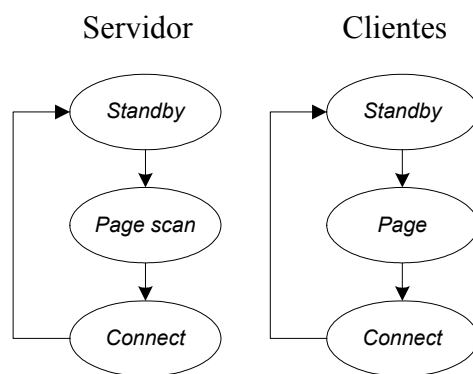 Servidor
Clientes
Standby
Page scan
Connect
Standby
Page
Connect